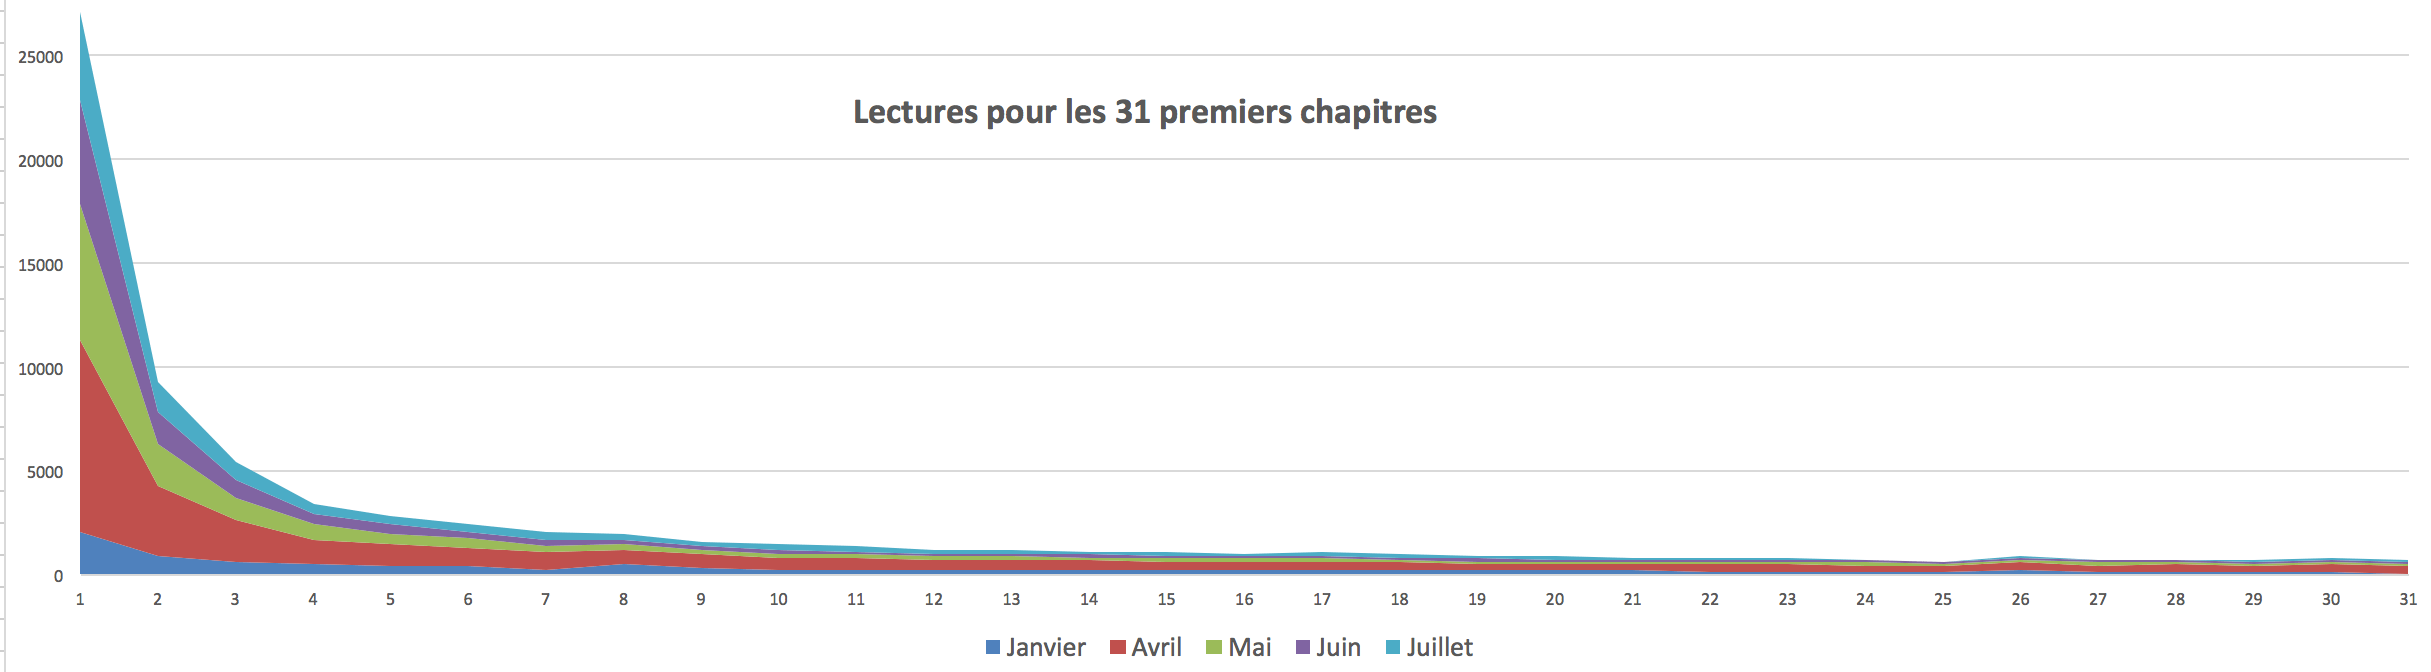 Lectures pour les 31 premiers chapitres
25000
20000
15000
10000
5000
0
1 2 3 4 5 6 7 8 9 10 11 12 13 14 15 16 17 18 19 20 21 22 23 24 25 26 27 28 29 30 31
Janvier Avril Mai Juin Juillet